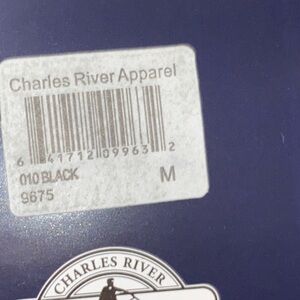 Charles River Apparel
6 41712 09963 2
010 BLACK M
9675
CHARLES RIVER